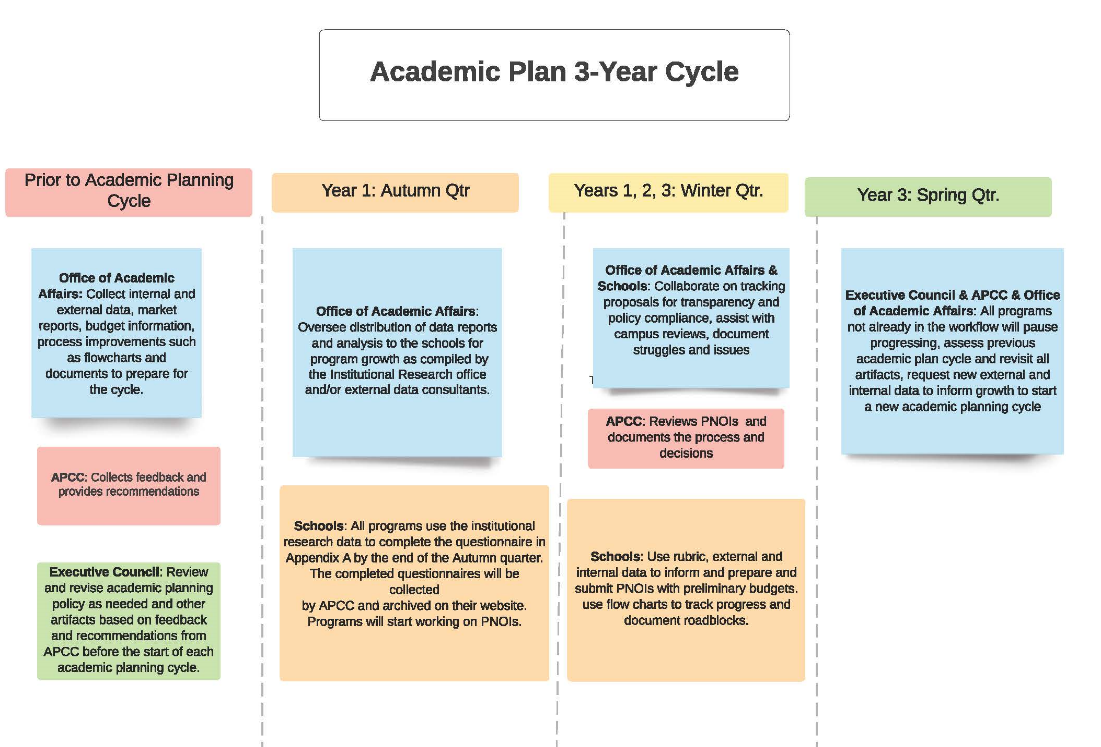 Academic Plan 3-Year Cycle
Prior to Academic Planning
Cycle
Year 1: Autumn Qtr
Years 1, 2, 3: Winter Qtr.
Year 3: Spring Qtr.
Office of Academic
Affairs: Collect internal and
external data, market
reports, budget information,
process improvements such
as flowcharts and
documents to prepare for
the cycle.
APCC: Collects feedback and
provides recommendations
Executive Council: Review
and revise academic planning
policy as needed and other
artifacts based on feedback
and recommendations from
APCC before the start of each
academic planning cycle.
Office of Academic Affairs:
Oversee distribution of data reports
and analysis to the schools for
program growth as compiled by
the Institutional Research office
and/or external data consultants.
Schools: All programs use the institutional
research data to complete the questionnaire in
Appendix A by the end of the Autumn quarter.
The completed questionnaires will be
collected
by APCC and archived on their website.
Programs will start working on PNOIs.
Office of Academic Affairs &
Schools: Collaborate on tracking
proposals for transparency and
policy compliance, assist with
campus reviews, document
struggles and issues
APCC: Reviews PNOIs and
documents the process and
decisions
Schools: Use rubric, external and
internal data to inform and prepare and
submit PNOIs with preliminary budgets.
use flow charts to track progress and
document roadblocks.
Executive Council & APCC & Office
of Academic Affairs: All programs
not already in the workflow will pause
progressing, assess previous
academic plan cycle and revisit all
artifacts, request new external and
internal data to inform growth to start
a new academic planning cycle